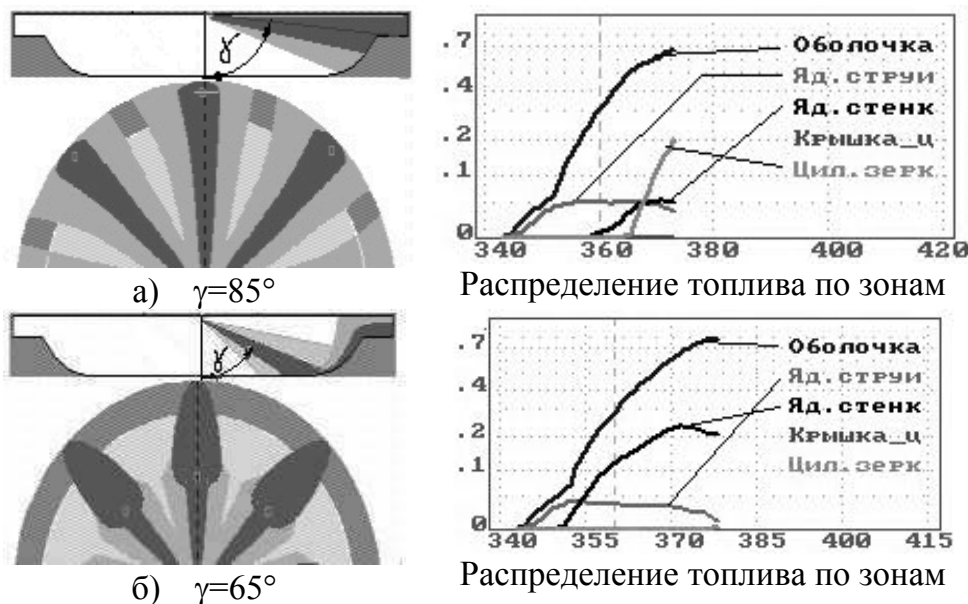 γ
.7
.4
.2
.1
0
Оболочка
Яд.струи
Яд.стенк
Крышка_ц
Цил.зерк
340 360 380 400 420
а) γ=85°
Распределение топлива по зонам
γ
.7
.4
.2
.1
0
Оболочка
Яд.струи
Яд.стенк
Крышка_ц
Цил.зерк
340 355 370 385 400 415
б) γ=65°
Распределение топлива по зонам